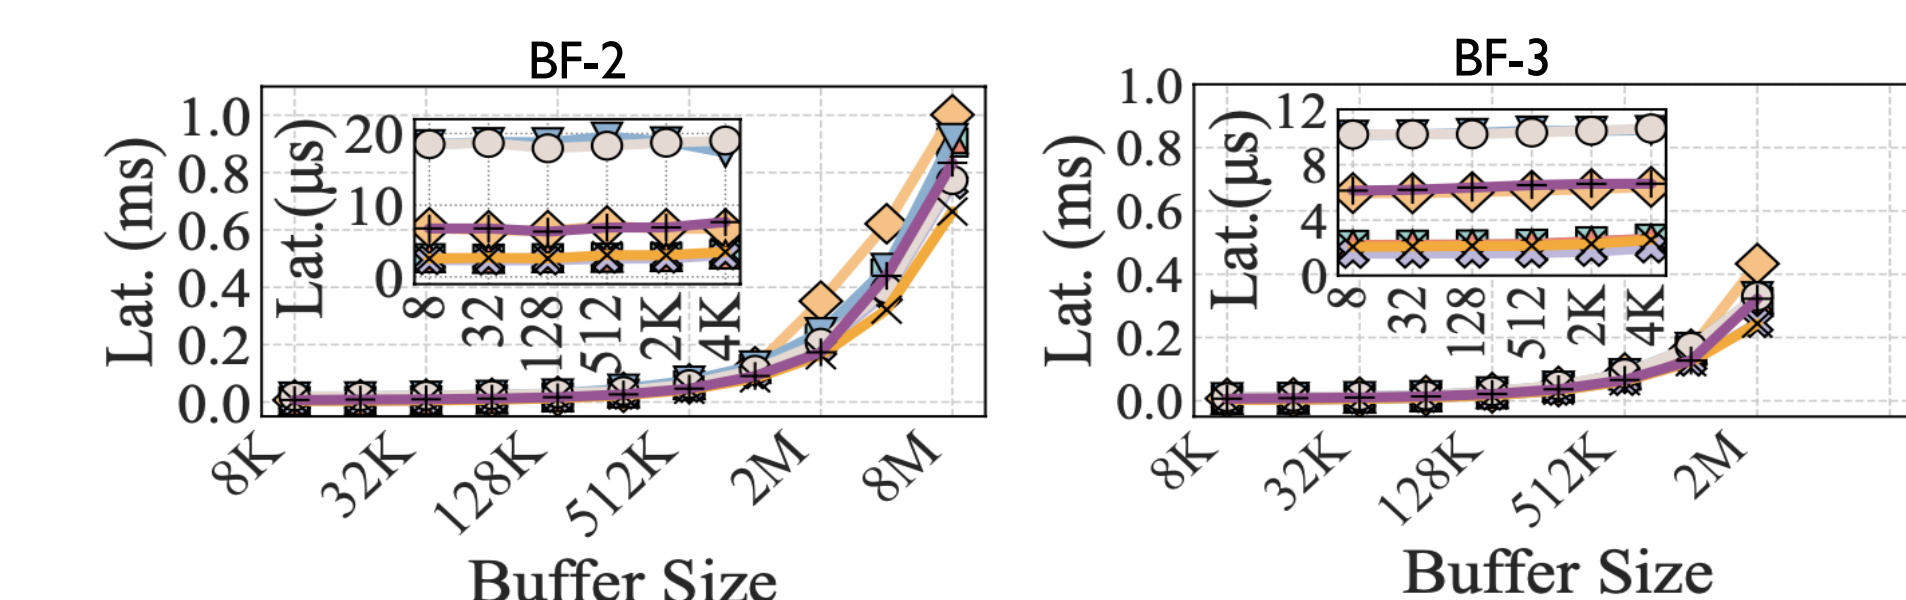 BF-2
Lat. (ms)
1.0
0.8
0.6
0.4
0.2
0.0
Lat.(μs)
20
10
0
8
32
128
512
2K
4K
8K
32K
128K
512K
2M
8M
Buffer Size
BF-3
Lat. (ms)
1.0
0.8
0.6
0.4
0.2
0.0
Lat.(μs)
12
8
4
0
8
32
128
512
2K
4K
8K
32K
128K
512K
2M
Buffer Size